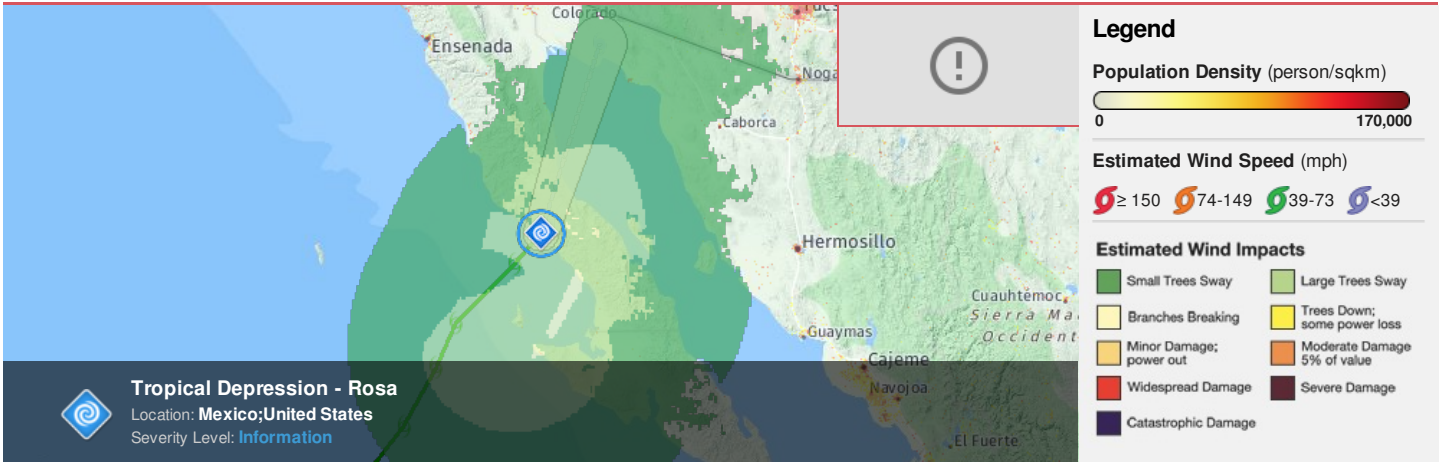 Colorado
Ensenada
Noga
Caborca
Hermosillo
Cuauhtémoc
Sierra Ma
Occident
Guaymas
Cajeme
Navojoa
El Fuerte
Tropical Depression - Rosa
Location: Mexico;United States
Severity Level: Information
Legend
Population Density (person/sqkm)
0 170,000
Estimated Wind Speed (mph)
≥ 150 74-149 39-73 <39
Estimated Wind Impacts
Small Trees Sway Large Trees Sway
Branches Breaking Trees Down;
some power loss
Minor Damage; Moderate Damage
power out 5% of value
Widespread Damage Severe Damage
Catastrophic Damage